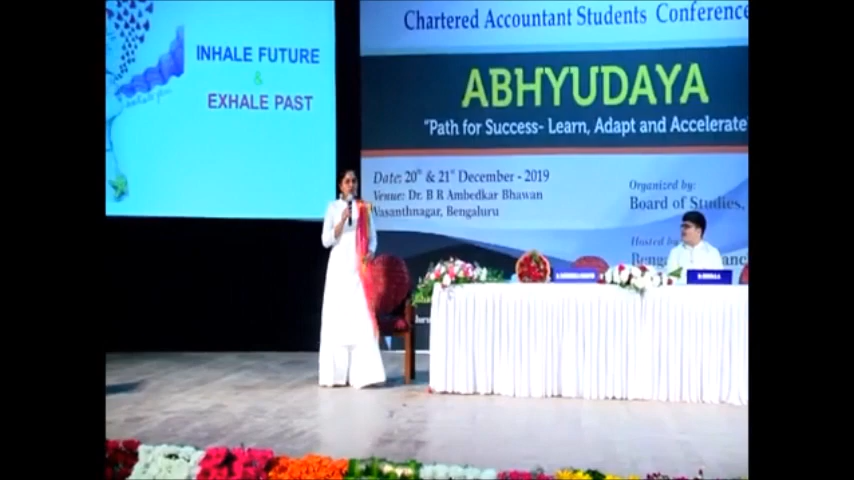 INHALE FUTURE
&
EXHALE PAST
Chartered Accountant Students Conference
ABHYUDAYA
"Path for Success- Learn, Adapt and Accelerate"
Date: 20th & 21st December - 2019
Venue: Dr. B R Ambedkar Bhawan
Vasanthnagar, Bengaluru
Organized by:
Board of Studies,
Hosted by